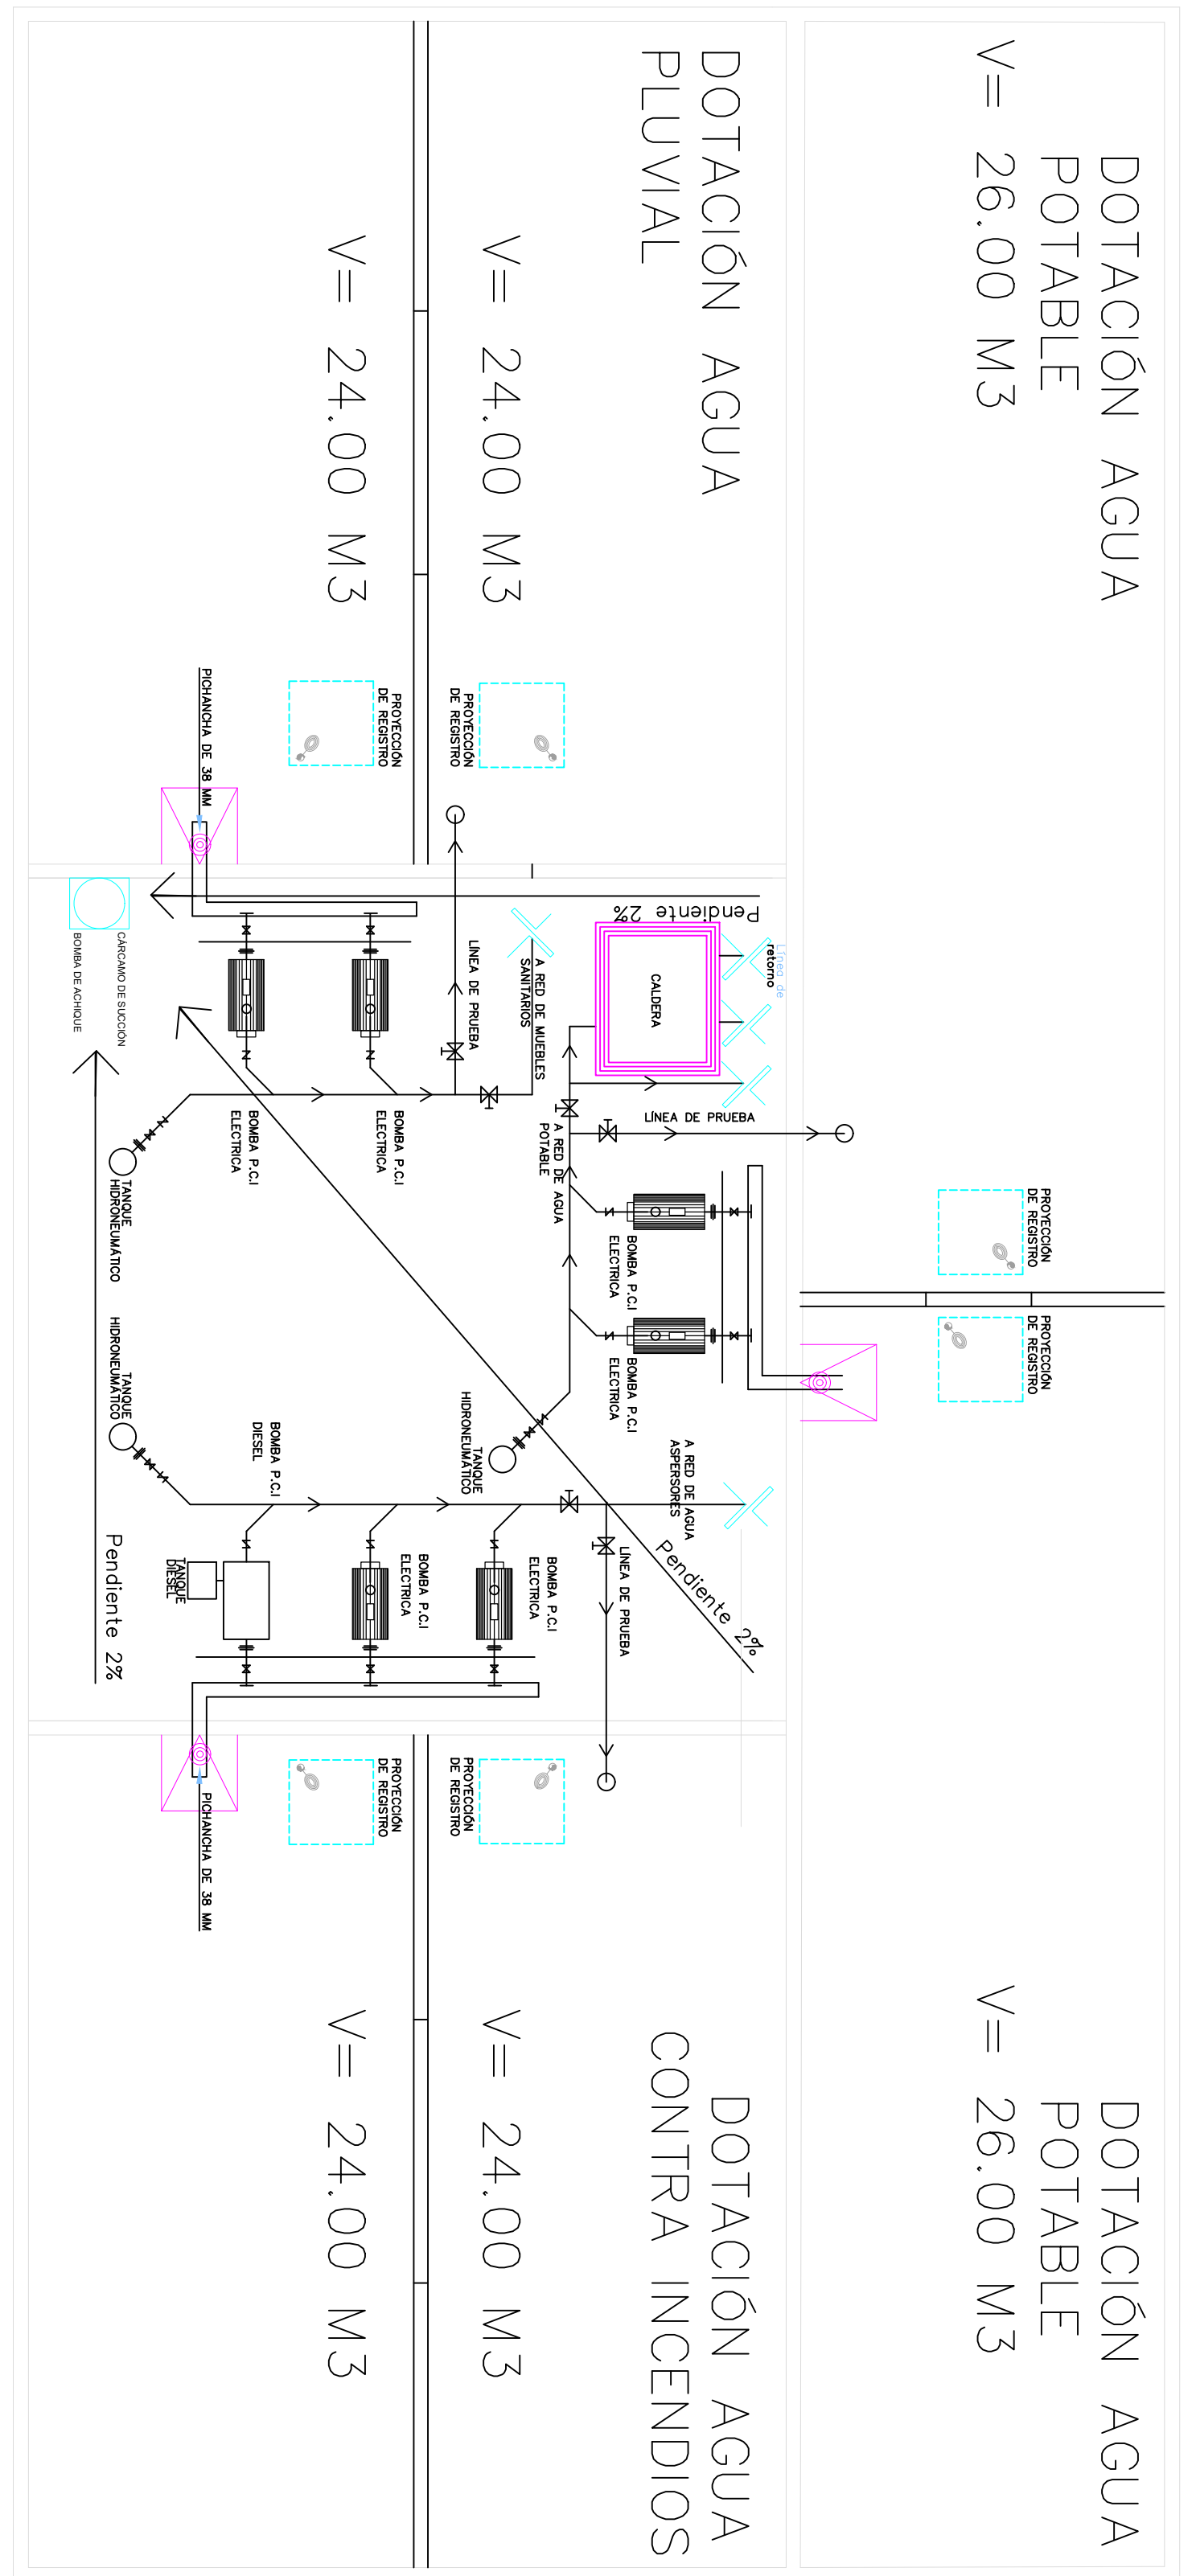 DOTACIÓN AGUA
POTABLE
V= 26.00 M3
DOTACIÓN AGUA
POTABLE
V= 26.00 M3
DOTACIÓN AGUA
PLUVIAL
V= 24.00 M3
V= 24.00 M3
DOTACIÓN AGUA
CONTRA INCENDIOS
V= 24.00 M3
V= 24.00 M3
PROYECCIÓN
DE REGISTRO
PROYECCIÓN
DE REGISTRO
PROYECCIÓN
DE REGISTRO
PROYECCIÓN
DE REGISTRO
PROYECCIÓN
DE REGISTRO
PROYECCIÓN
DE REGISTRO
PICHANCHA DE 38 MM
PICHANCHA DE 38 MM
Pendiente 2%
Línea de
retorno
CALDERA
LÍNEA DE PRUEBA
A RED DE MUEBLES
SANITARIOS
LÍNEA DE PRUEBA
A RED DE AGUA
POTABLE
BOMBA P.C.I
ELECTRICA
BOMBA P.C.I
ELECTRICA
BOMBA P.C.I
ELECTRICA
BOMBA P.C.I
ELECTRICA
CÁRCAMO DE SUCCIÓN
BOMBA DE ACHIQUE
TANQUE
HIDRONEUMÁTICO
TANQUE
HIDRONEUMÁTICO
TANQUE
HIDRONEUMÁTICO
A RED DE AGUA
ASPERSORES
Pendiente 2%
LÍNEA DE PRUEBA
BOMBA P.C.I
DIESEL
BOMBA P.C.I
ELECTRICA
BOMBA P.C.I
ELECTRICA
TANQUE
DIESEL
Pendiente 2%